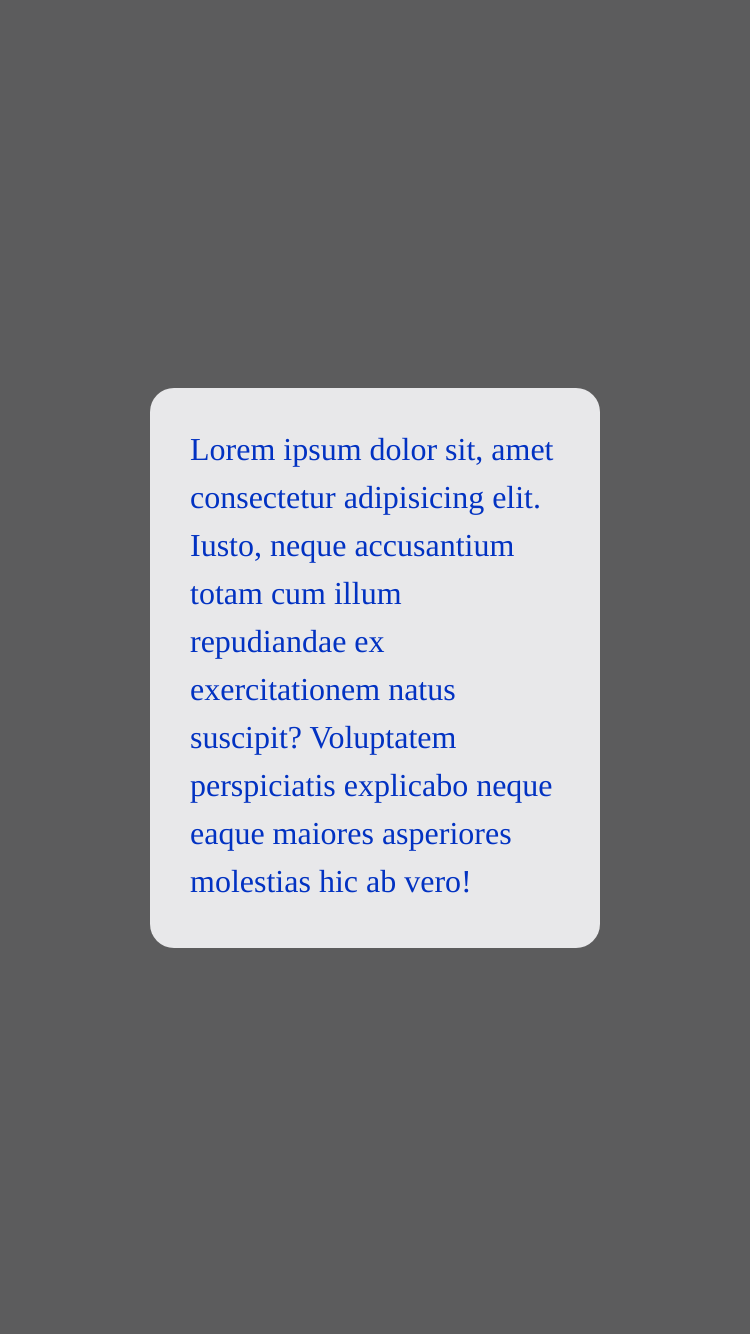 Lorem ipsum dolor sit, amet
consectetur adipisicing elit.
Iusto, neque accusantium
totam cum illum
repudiandae ex
exercitationem natus
suscipit? Voluptatem
perspiciatis explicabo neque
eaque maiores asperiores
molestias hic ab vero!